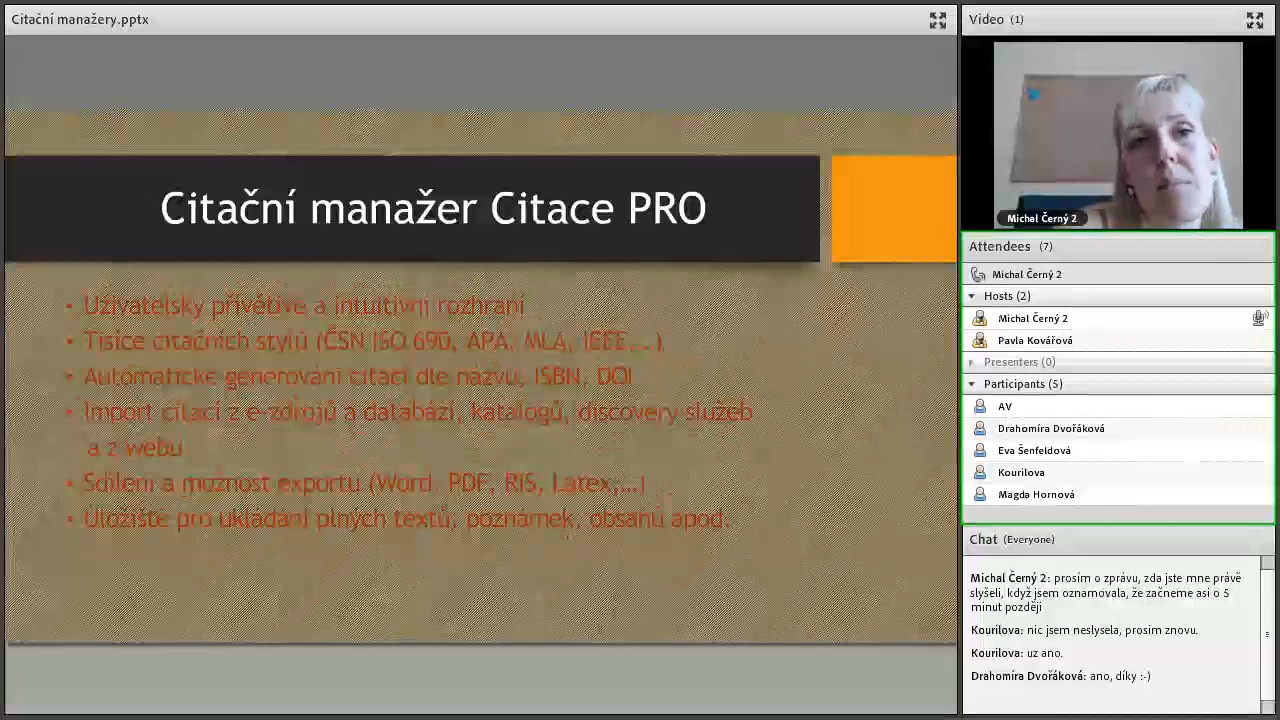 Citační manažery.pptx
Citační manažer Citace PRO
• Uživatelsky přívětivé a intuitivní rozhraní
• Tisíce citačních stylů (ČSN ISO 690, APA, MLA, IEEE,...)
• Automatické generování citací dle názvu, ISBN, DOI
• Import citací z e-zdrojů a databází, katalogů, discovery služeb
a z webu
• Sdílení a možnost exportu (Word, PDF, RIS, Latex,...)
• Úložiště pro ukládání plných textů, poznámek, obsahů apod.
Video (1)
Michal Černý 2
Attendees (7)
Michal Černý 2
Hosts (2)
Michal Černý 2
Pavla Kovářová
Presenters (0)
Participants (5)
AV
Drahomíra Dvořáková
Eva Šenfeldová
Kourilova
Magda Hornová
Chat (Everyone)
Michal Černý 2: prosím o zprávu, zda jste mne právě
slyšeli, když jsem oznamovala, že začneme asi o 5
minut později
Kourilova: nic jsem neslysela, prosim znovu.
Kourilova: uz ano.
Drahomíra Dvořáková: ano, díky :-)